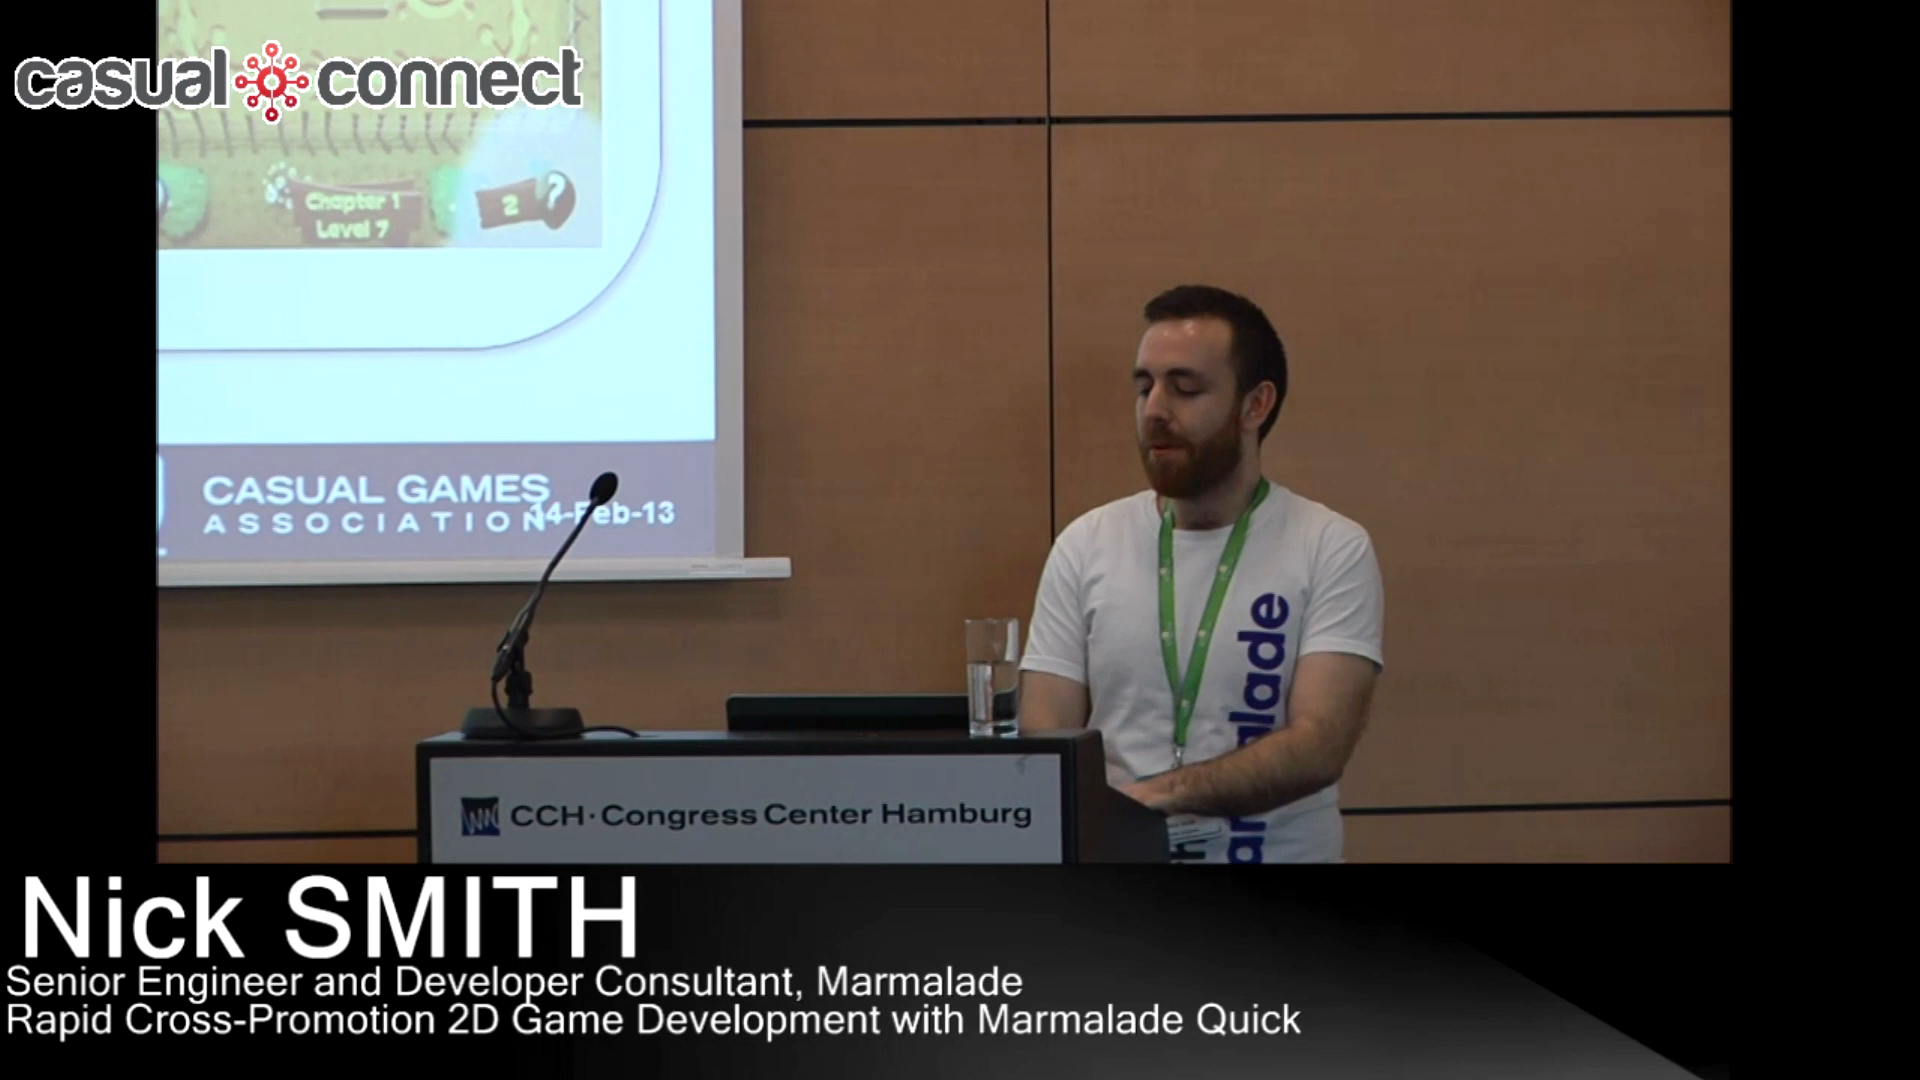 casual connect
Chapter 1
Level 7
2 ?
CASUAL GAMES
ASSOCIATION
14-Feb-13
CCH·Congress Center Hamburg
Nick SMITH
Senior Engineer and Developer Consultant, Marmalade
Rapid Cross-Promotion 2D Game Development with Marmalade Quick